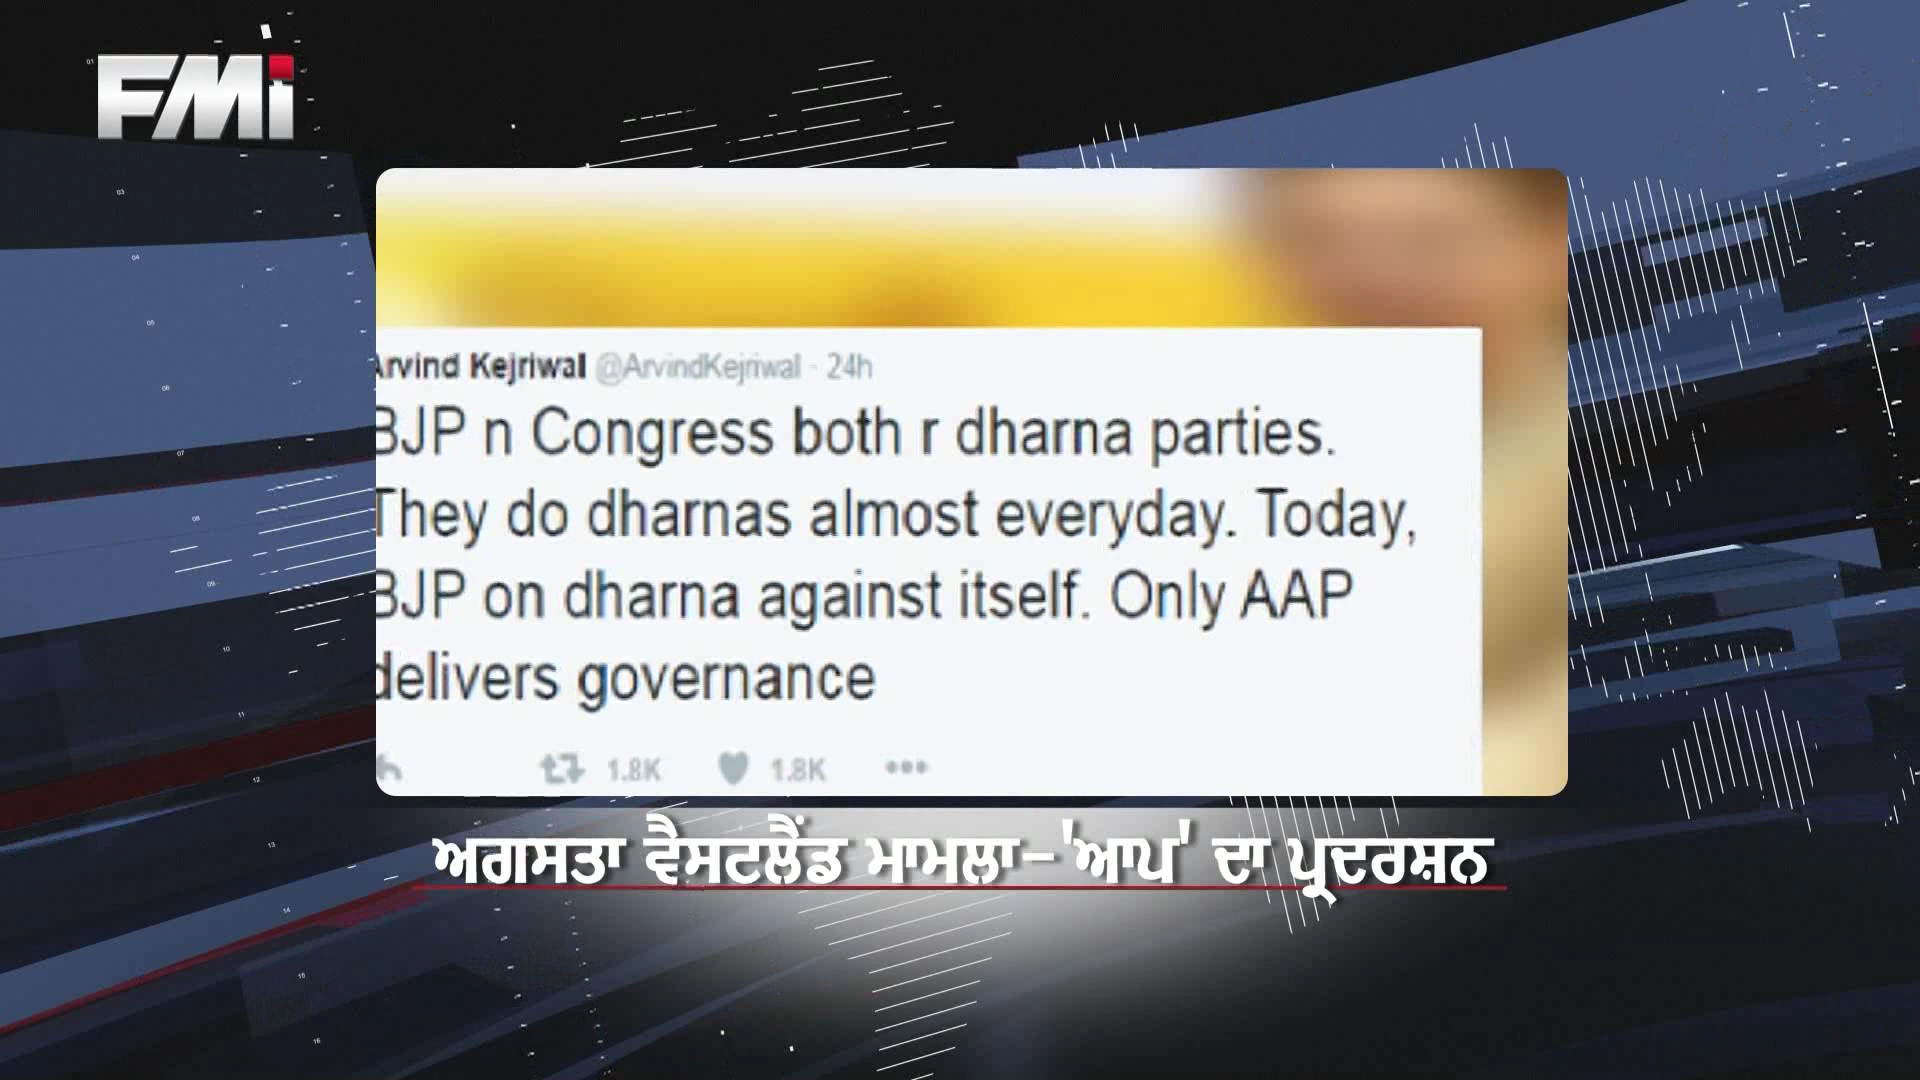 FMi
Arvind Kejriwal @ArvindKejriwal · 24h
BJP n Congress both r dharna parties.
They do dharnas almost everyday. Today,
BJP on dharna against itself. Only AAP
delivers governance
1.8K 1.8K
ਅਗਸਤਾ ਵੈਸਟਲੈਂਡ ਮਾਮਲਾ-'ਆਪ' ਦਾ ਪ੍ਰਦਰਸ਼ਨ